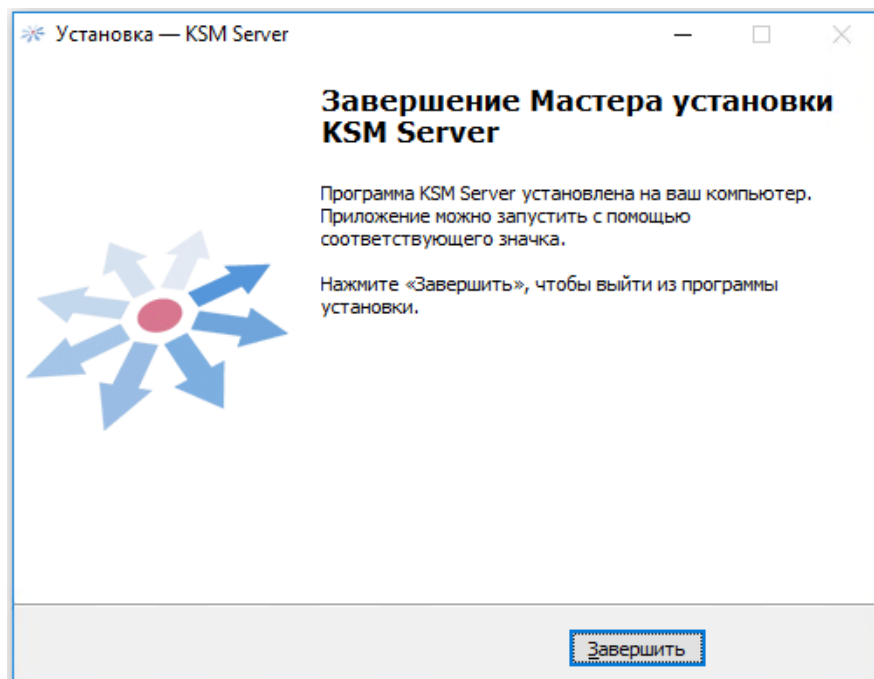 Установка — KSM Server
Завершение Мастера установки
KSM Server
Программа KSM Server установлена на ваш компьютер.
Приложение можно запустить с помощью
соответствующего значка.
Нажмите «Завершить», чтобы выйти из программы
установки.
Завершить